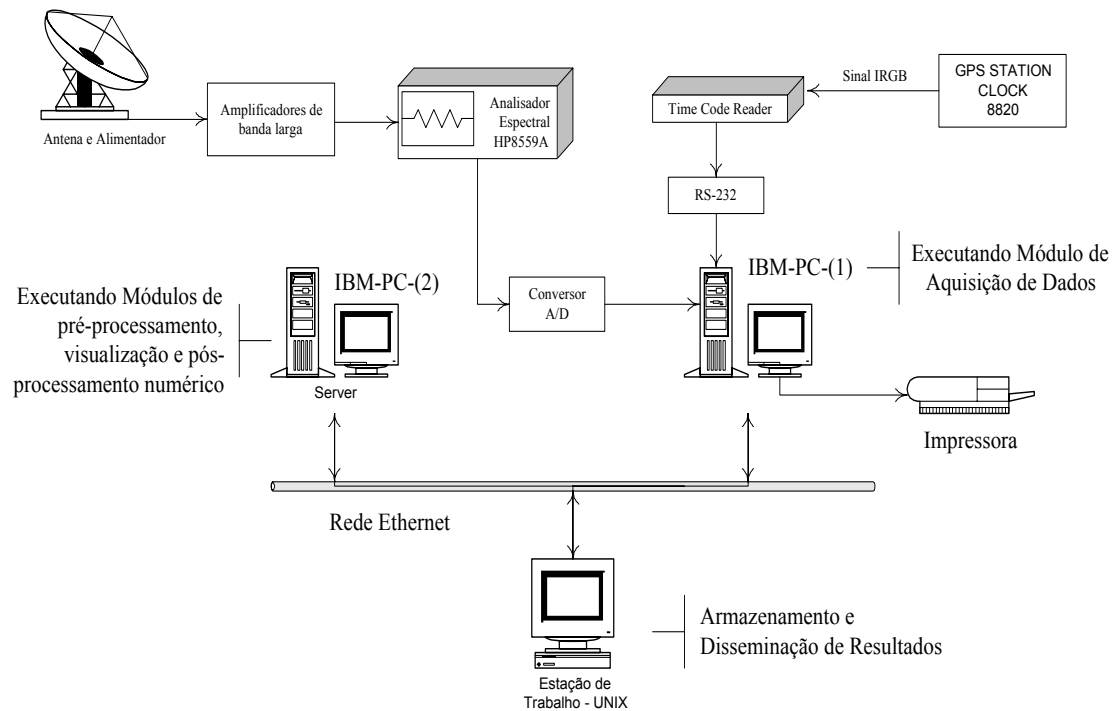 Antena e Alimentador
Amplificadores de
banda larga
Analisador
Espectral
HP8559A
Time Code Reader
Sinal IRGB
GPS STATION
CLOCK
8820
RS-232
IBM-PC-(1)
Executando Módulo de
Aquisição de Dados
Conversor
A/D
IBM-PC-(2)
Executando Módulos de
pré-processamento,
visualização e pós-
processamento numérico
Server
Impressora
Rede Ethernet
Armazenamento e
Disseminação de Resultados
Estação de
Trabalho - UNIX